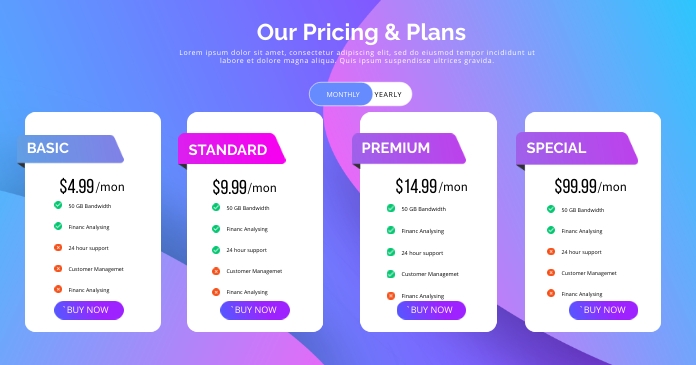 Our Pricing & Plans
Lorem ipsum dolor sit amet, consectetur adipiscing elit, sed do eiusmod tempor incididunt ut
labore et dolore magna aliqua. Quis ipsum suspendisse ultrices gravida.
MONTHLY YEARLY
BASIC
$4.99/mon
50 GB Bandwidth
Financ Analysing
24 hour support
Customer Managemet
Financ Analysing
BUY NOW
STANDARD
$9.99/mon
50 GB Bandwidth
Financ Analysing
24 hour support
Customer Managemet
Financ Analysing
BUY NOW
PREMIUM
$14.99/mon
50 GB Bandwidth
Financ Analysing
24 hour support
Customer Managemet
Financ Analysing
BUY NOW
SPECIAL
$99.99/mon
50 GB Bandwidth
Financ Analysing
24 hour support
Customer Managemet
Financ Analysing
BUY NOW